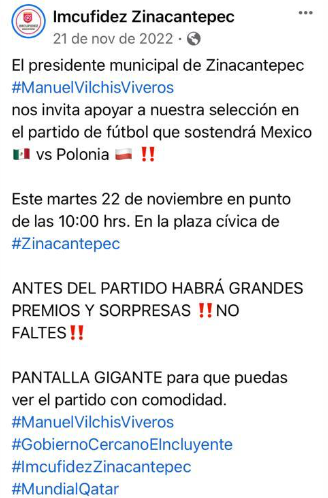 Imcufidez Zinacantepec
21 de nov de 2022 ·
El presidente municipal de Zinacantepec
#ManuelVilchisViveros
nos invita apoyar a nuestra selección en
el partido de fútbol que sostendrá Mexico
🇲🇽 vs Polonia 🇵🇱 ‼️
Este martes 22 de noviembre en punto
de las 10:00 hrs. En la plaza cívica de
#Zinacantepec
ANTES DEL PARTIDO HABRÁ GRANDES
PREMIOS Y SORPRESAS ‼️NO
FALTES‼️
PANTALLA GIGANTE para que puedas
ver el partido con comodidad.
#ManuelVilchisViveros
#GobiernoCercanoEIncluyente
#ImcufidezZinacantepec
#MundialQatar